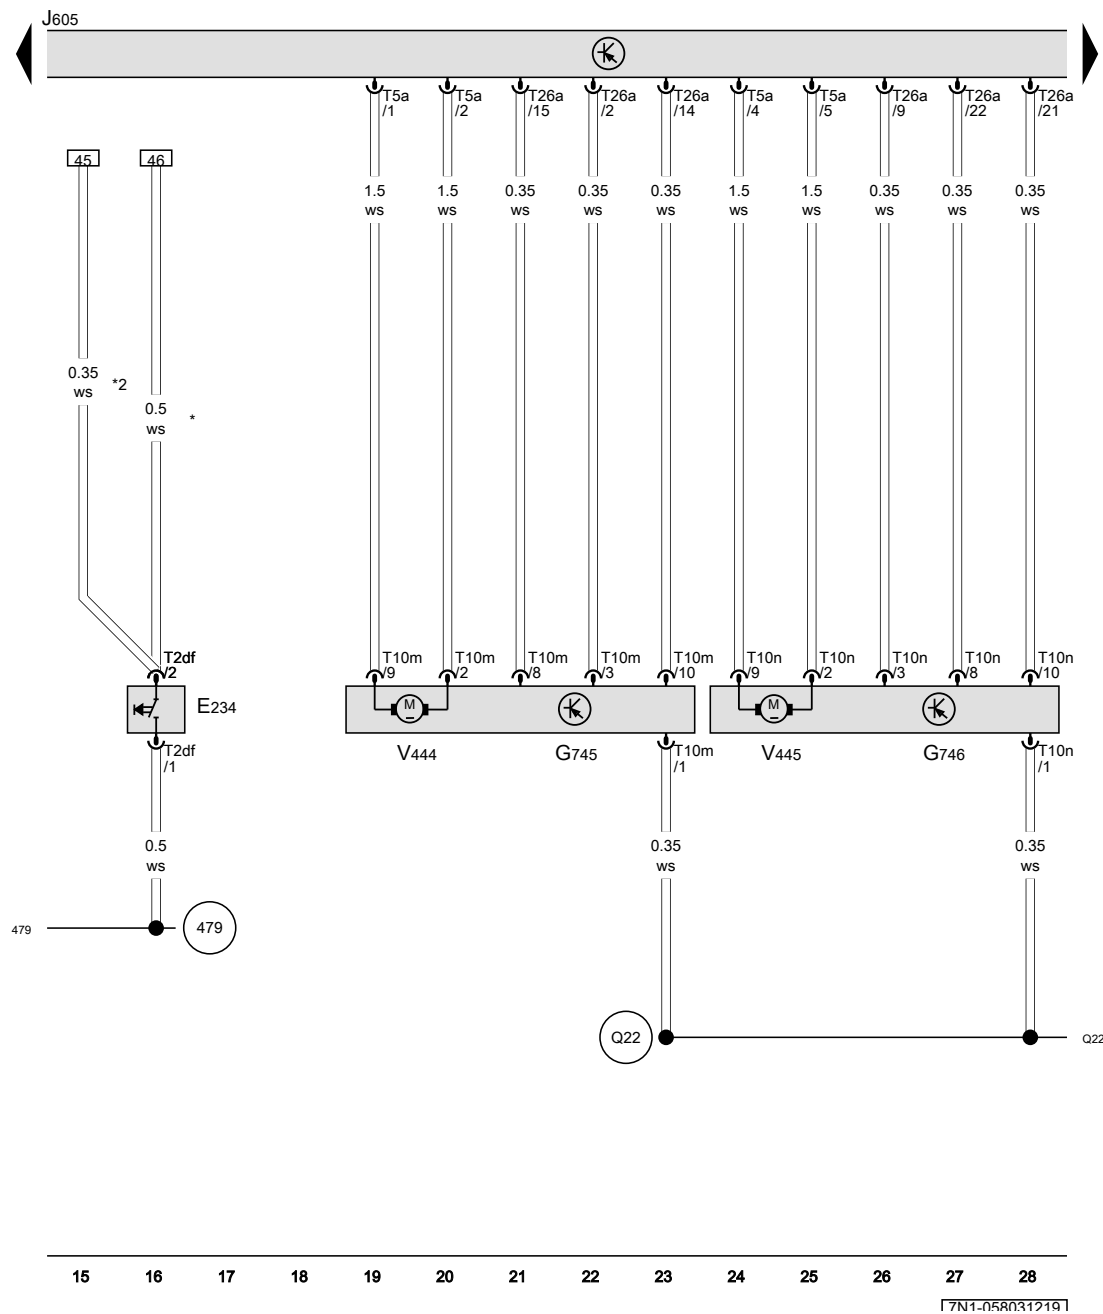 J605
T5a T5a T26a T26a T26a T5a T5a T26a T26a T26a
/1 /2 /15 /2 /14 /4 /5 /9 /22 /21
45 46
1.5 1.5 0.35 0.35 0.35 1.5 1.5 0.35 0.35 0.35
ws ws ws ws ws ws ws ws ws ws
0.35
ws *2
0.5
ws *
T2df T10m T10m T10m T10m T10m T10n T10n T10n T10n T10n
/2 /9 /2 /8 /3 /10 /9 /2 /3 /8 /10
E234 M M
T2df V444 G745 T10m V445 G746 T10n
/1 /1 /1
0.5 0.35 0.35
ws ws ws
479 479
Q22 Q22
15 16 17 18 19 20 21 22 23 24 25 26 27 28
7N1-058031219